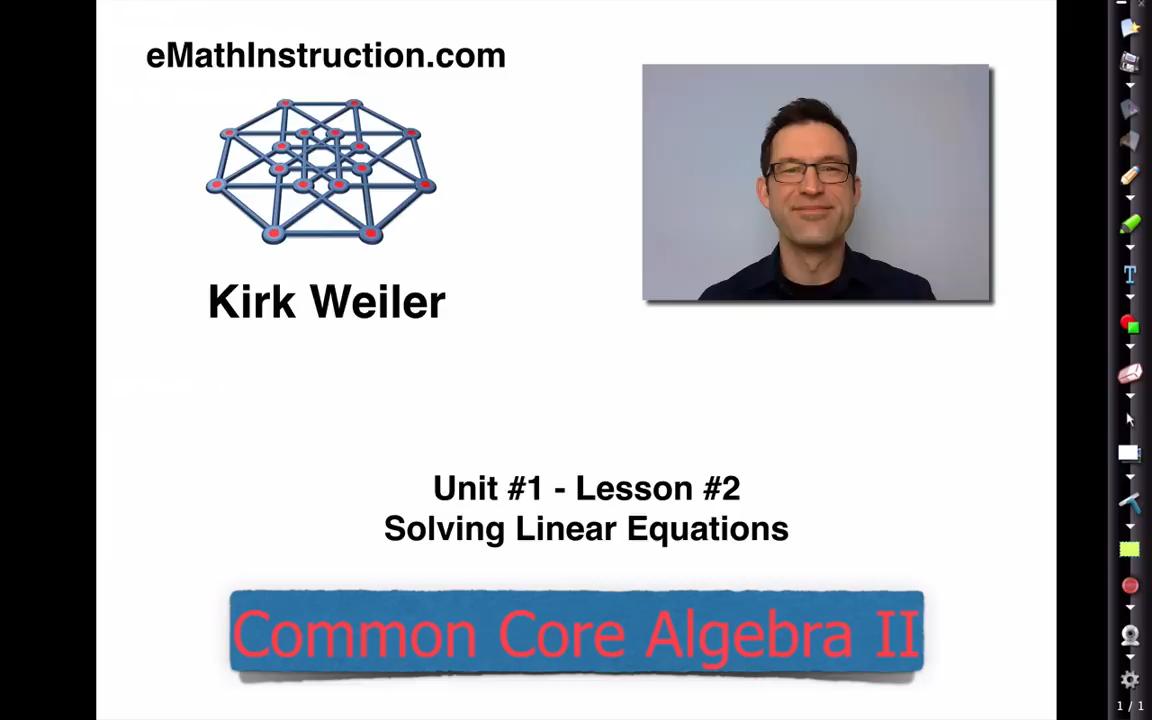 eMathInstruction.com
Kirk Weiler
Unit #1 - Lesson #2
Solving Linear Equations
Common Core Algebra II
T
1 / 1